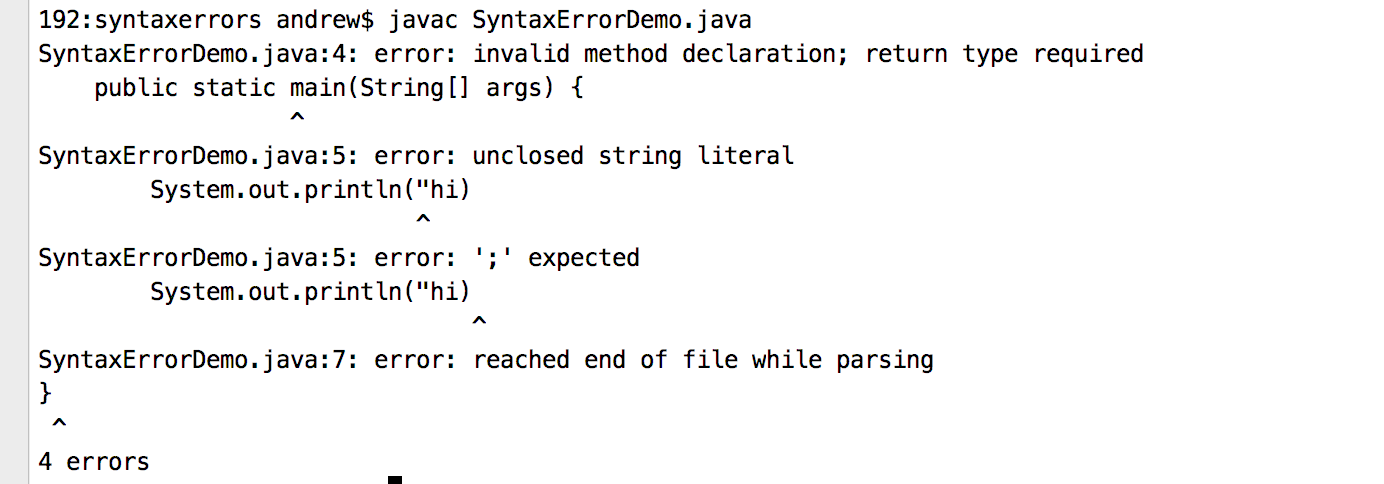 192:syntaxerrors andrew$ javac SyntaxErrorDemo.java
SyntaxErrorDemo.java:4: error: invalid method declaration; return type required
    public static main(String[] args) {
                  ^
SyntaxErrorDemo.java:5: error: unclosed string literal
        System.out.println("hi)
                           ^
SyntaxErrorDemo.java:5: error: ';' expected
        System.out.println("hi)
                               ^
SyntaxErrorDemo.java:7: error: reached end of file while parsing
}
 ^
4 errors